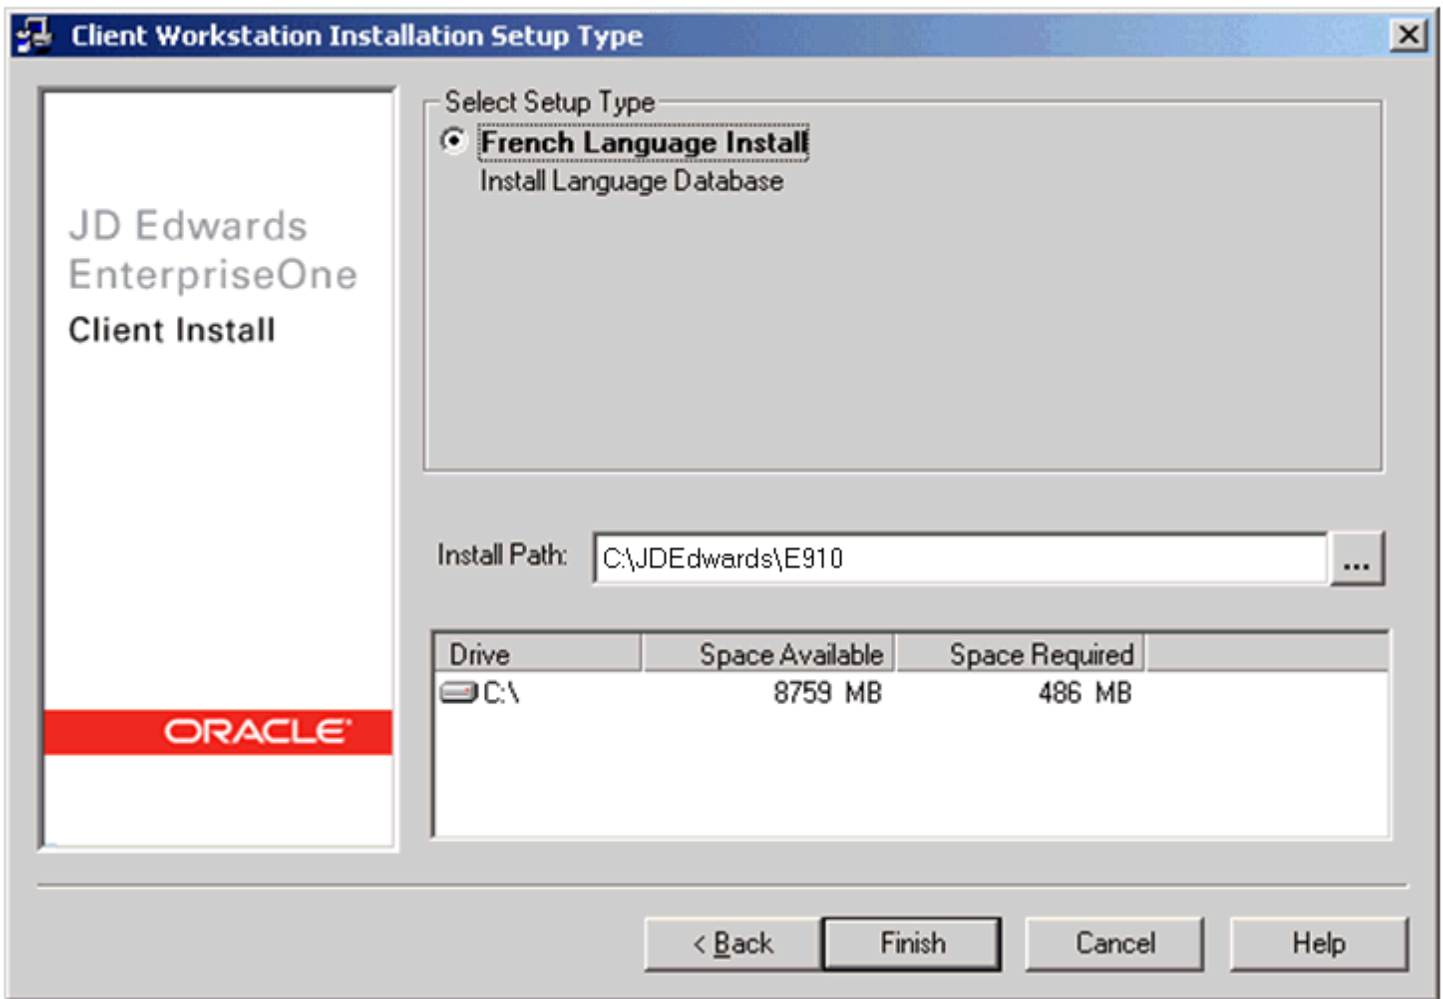 Client Workstation Installation Setup Type
JD Edwards
EnterpriseOne
Client Install
ORACLE
Select Setup Type
French Language Install
Install Language Database
Install Path: C:\JDEdwards\E910 ...
Drive Space Available Space Required
C:\ 8759 MB 486 MB
< Back Finish Cancel Help